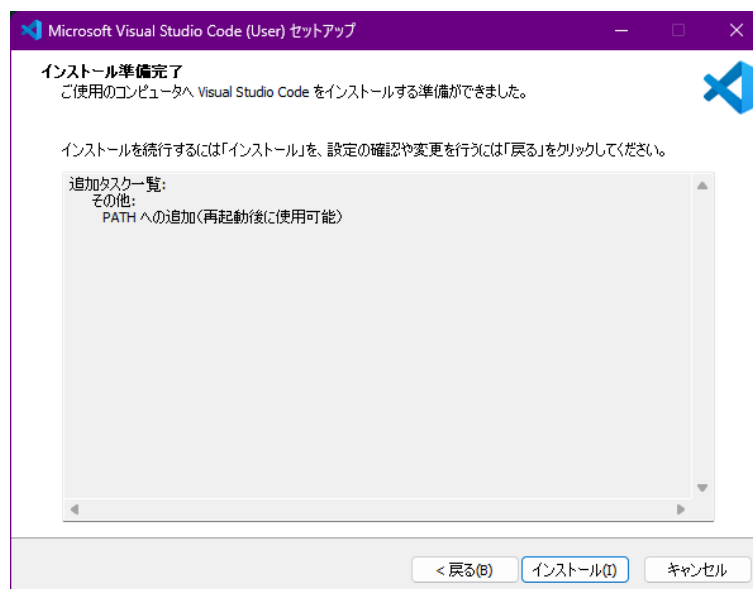 Microsoft Visual Studio Code (User) セットアップ
インストール準備完了
ご使用のコンピュータへ Visual Studio Code をインストールする準備ができました。
インストールを続行するには「インストール」を、設定の確認や変更を行うには「戻る」をクリックしてください。
追加タスク一覧:
その他:
PATH への追加(再起動後に使用可能)
< 戻る(B) インストール(I) キャンセル